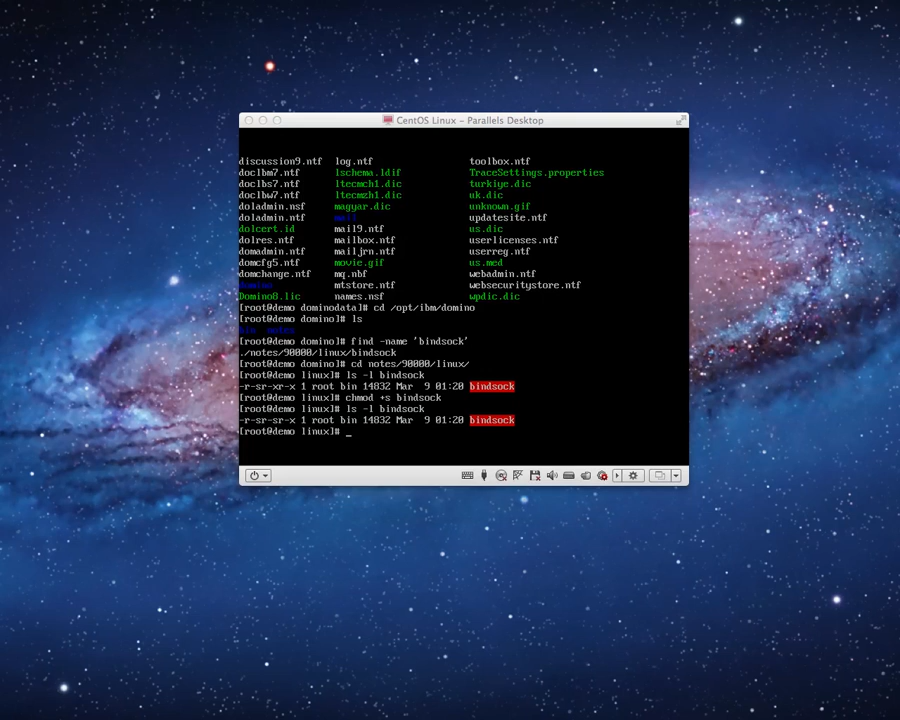 CentOS Linux – Parallels Desktop
discussion9.ntf log.ntf toolbox.ntf
doclbm7.ntf lschema.ldif TraceSettings.properties
doclbs7.ntf ltecmch1.dic turkiye.dic
doclbw7.ntf ltecmzh1.dic uk.dic
doladmin.nsf magyar.dic unknown.gif
doladmin.ntf mail updatesite.ntf
dolcert.id mail9.ntf us.dic
dolres.ntf mailbox.ntf userlicenses.ntf
domadmin.ntf mailjrn.ntf userreg.ntf
domcfg5.ntf movie.gif us.med
domchange.ntf mq.nbf webadmin.ntf
domino mtstore.ntf websecuritystore.ntf
Domino8.lic names.nsf wpdic.dic
[root@demo dominodata]# cd /opt/ibm/domino
[root@demo domino]# ls
bin notes
[root@demo domino]# find -name 'bindsock'
./notes/90000/linux/bindsock
[root@demo domino]# cd notes/90000/linux/
[root@demo linux]# ls -l bindsock
-r-sr-xr-x 1 root bin 14832 Mar 9 01:20 bindsock
[root@demo linux]# chmod +s bindsock
[root@demo linux]# ls -l bindsock
-r-sr-sr-x 1 root bin 14832 Mar 9 01:20 bindsock
[root@demo linux]# _